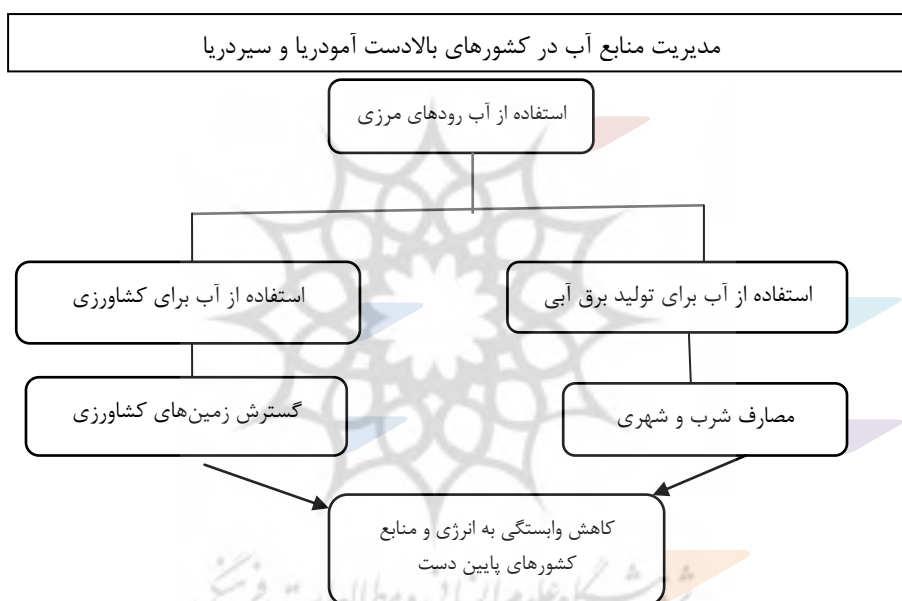 مدیریت منابع آب در کشورهای بالادست آمودریا و سیردریا
استفاده از آب رودهای مرزی
استفاده از آب برای تولید برق آبی
استفاده از آب برای کشاورزی
مصارف شرب و شهری
گسترش زمین‌های کشاورزی
کاهش وابستگی به انرژی و منابع
کشورهای پایین دست